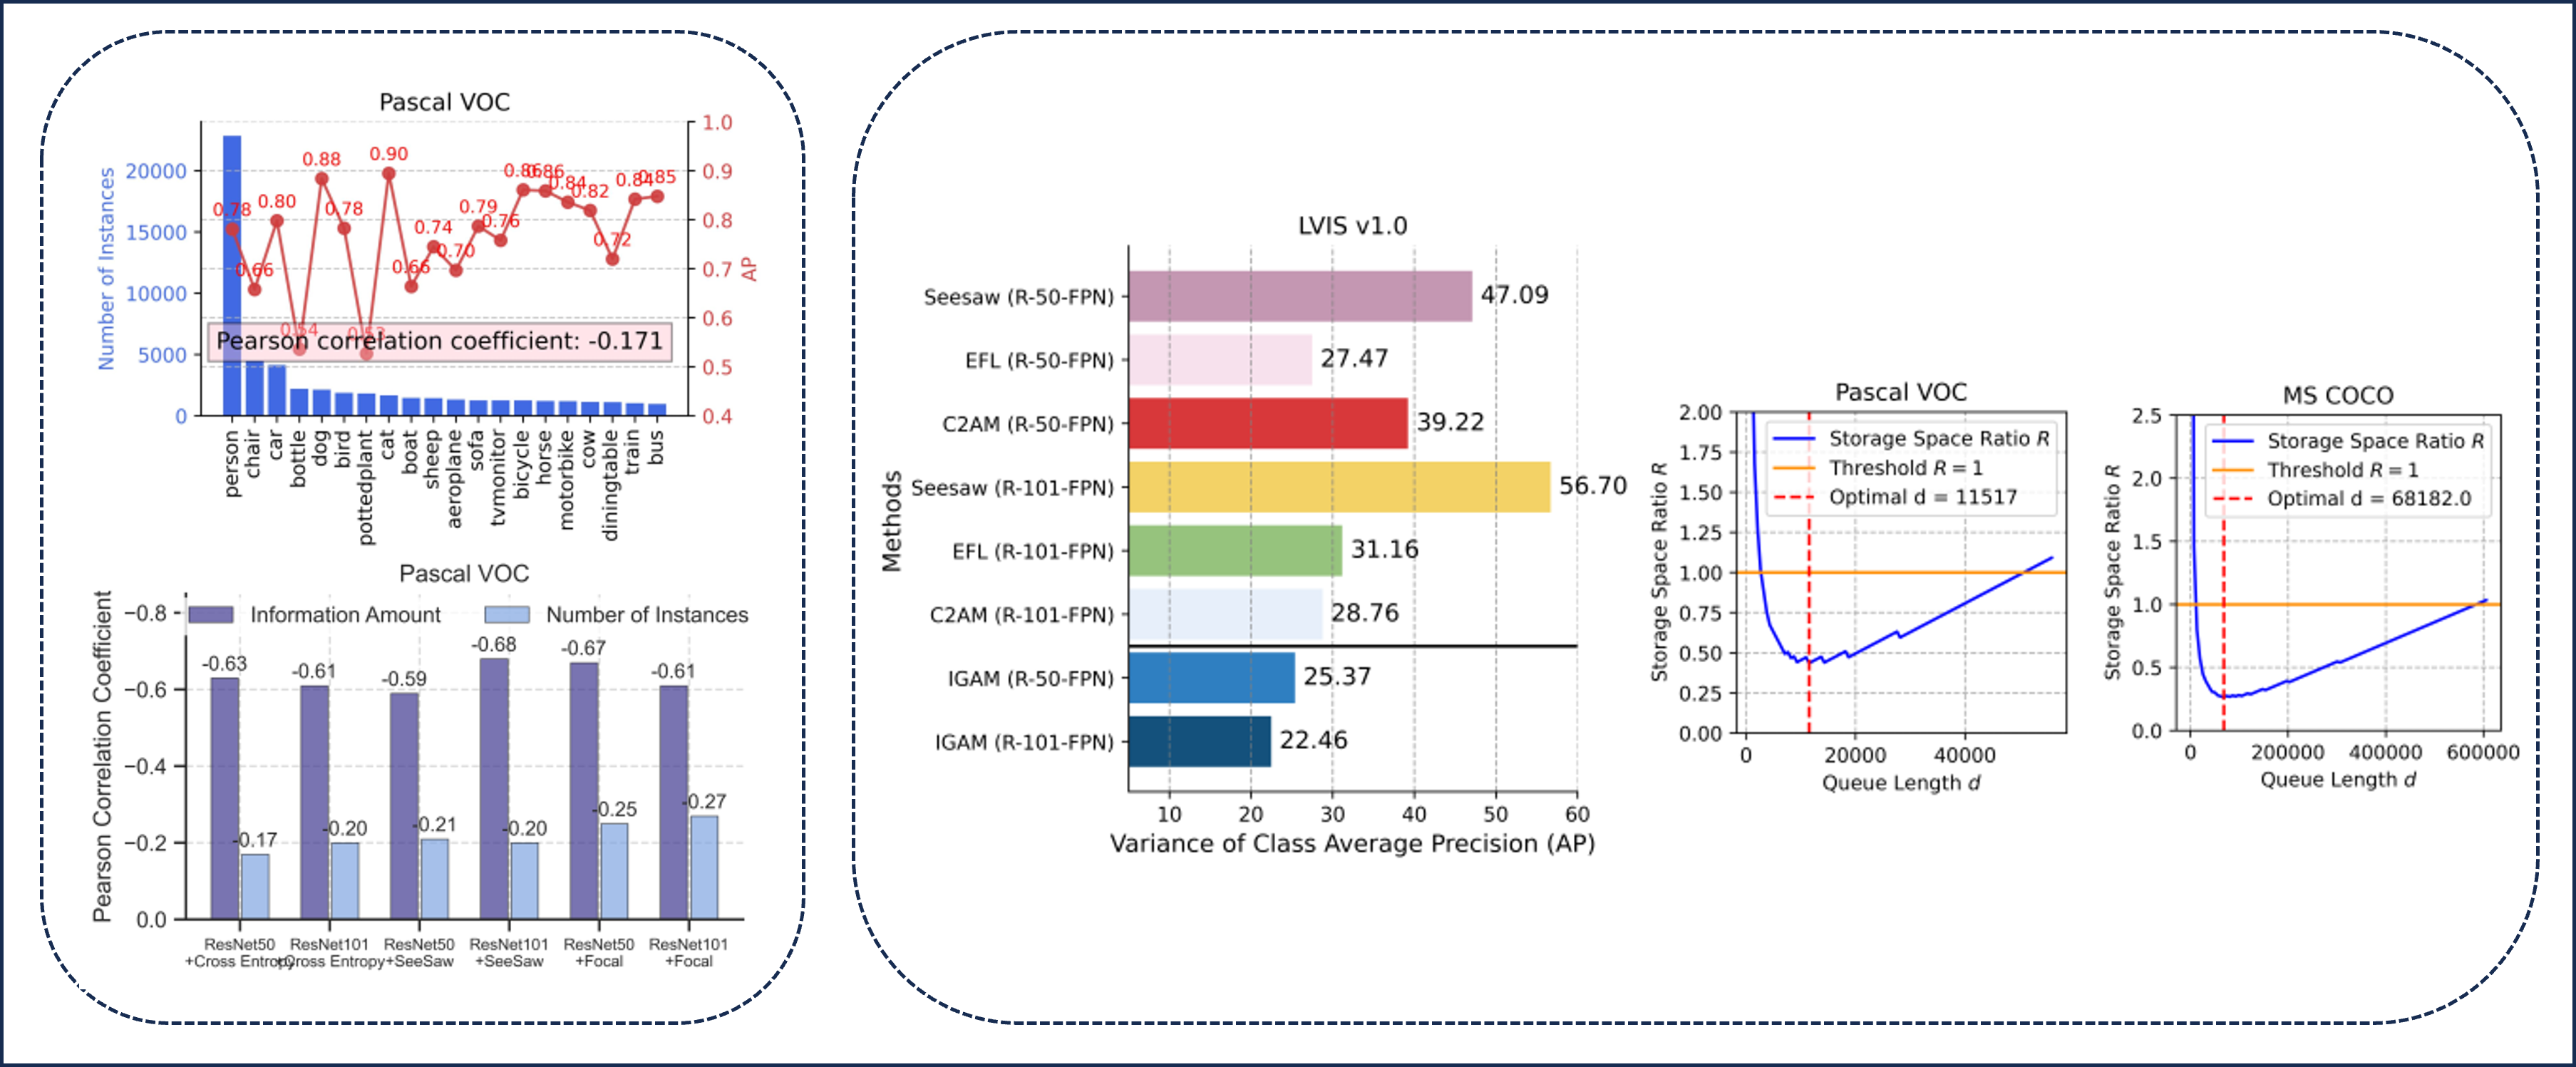 Pascal VOC
Number of Instances
20000
15000
10000
5000
0
1.0
0.9
0.8
0.7
0.6
0.5
0.4
AP
0.78
0.66
0.80
0.54
0.88
0.78
0.53
0.90
0.66
0.74
0.70
0.79
0.76
0.86
0.86
0.84
0.82
0.72
0.84
0.85
Pearson correlation coefficient: -0.171
person
chair
car
bottle
dog
bird
pottedplant
cat
boat
sheep
aeroplane
sofa
tvmonitor
bicycle
horse
motorbike
cow
diningtable
train
bus
Pascal VOC
Pearson Correlation Coefficient
−0.8
−0.6
−0.4
−0.2
0.0
Information Amount
Number of Instances
-0.63
-0.17
-0.61
-0.20
-0.59
-0.21
-0.68
-0.20
-0.67
-0.25
-0.61
-0.27
ResNet50
+Cross Entropy
ResNet101
+Cross Entropy
ResNet50
+SeeSaw
ResNet101
+SeeSaw
ResNet50
+Focal
ResNet101
+Focal
LVIS v1.0
Methods
Seesaw (R-50-FPN)
47.09
EFL (R-50-FPN)
27.47
C2AM (R-50-FPN)
39.22
Seesaw (R-101-FPN)
56.70
EFL (R-101-FPN)
31.16
C2AM (R-101-FPN)
28.76
IGAM (R-50-FPN)
25.37
IGAM (R-101-FPN)
22.46
10 20 30 40 50 60
Variance of Class Average Precision (AP)
Pascal VOC
Storage Space Ratio R
2.00
1.75
1.50
1.25
1.00
0.75
0.50
0.25
0.00
Storage Space Ratio R
Threshold R = 1
Optimal d = 11517
0 20000 40000
Queue Length d
MS COCO
Storage Space Ratio R
2.5
2.0
1.5
1.0
0.5
0.0
Storage Space Ratio R
Threshold R = 1
Optimal d = 68182.0
0 200000 400000 600000
Queue Length d